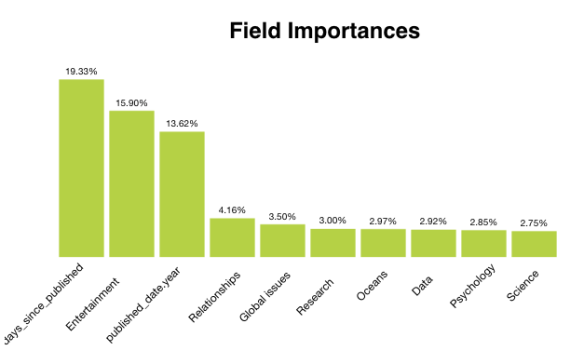 Field Importances
19.33%
15.90%
13.62%
4.16%
3.50%
3.00%
2.97%
2.92%
2.85%
2.75%
Entertainment
published_date.year
Relationships
Global issues
Research
Oceans
Data
Psychology
Science